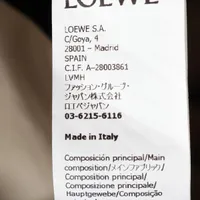 LOEWE
LOEWE S.A.
C/Goya, 4
28001 – Madrid
SPAIN
C.I.F. A–28003861
LVMH
ファッション・グループ・
ジャパン株式会社
ロエベジャパン
03-6215-6116
Made in Italy
Composición principal/Main
composition/メインファブリック/
Composition principal/
Composizione principale/
Hauptgewebe/Composição